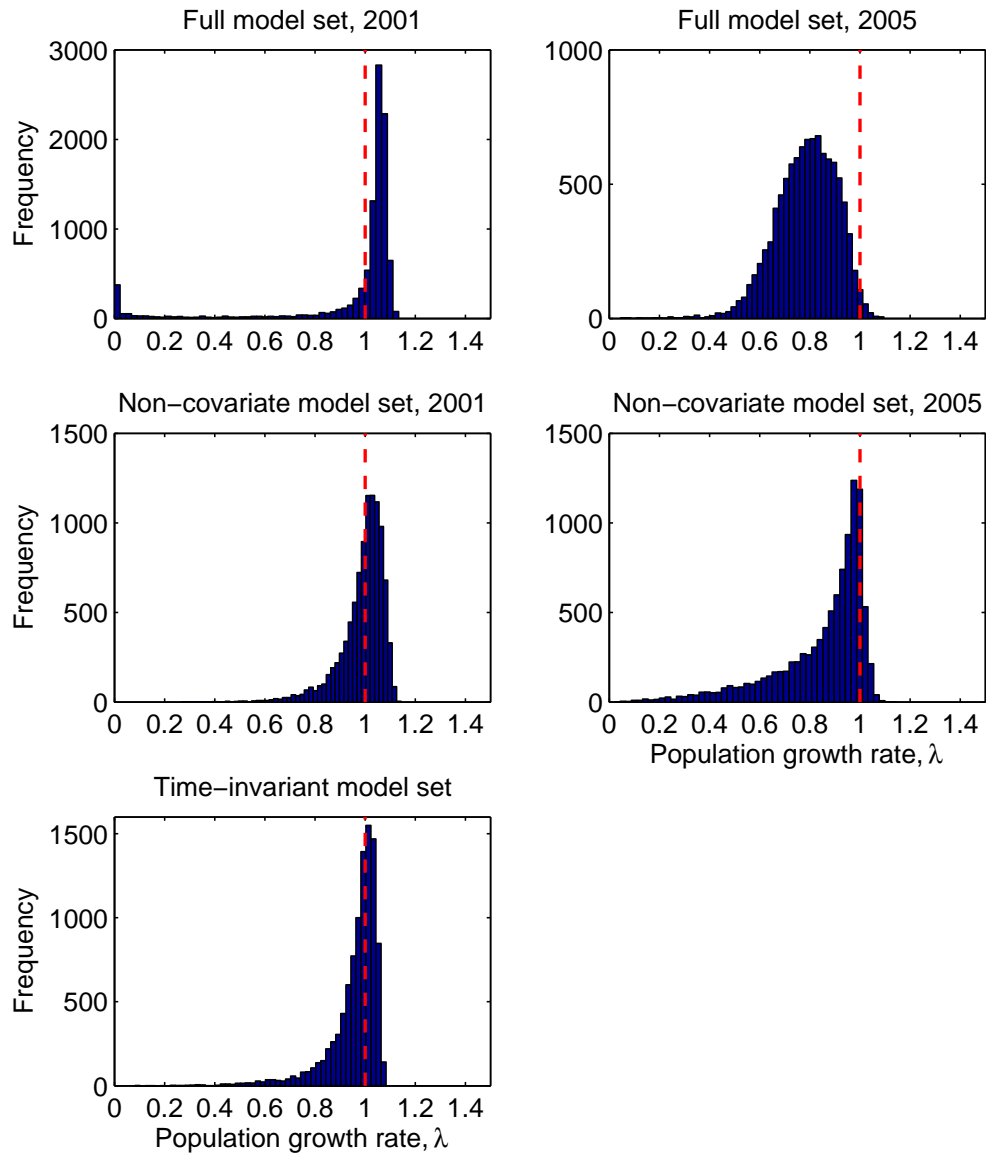 Full model set, 2001
Full model set, 2005
3000
2000
1000
0
Frequency
0 0.2 0.4 0.6 0.8 1 1.2 1.4
1000
500
0
0 0.2 0.4 0.6 0.8 1 1.2 1.4
Non−covariate model set, 2001
Non−covariate model set, 2005
1500
1000
500
0
Frequency
0 0.2 0.4 0.6 0.8 1 1.2 1.4
1500
1000
500
0
0 0.2 0.4 0.6 0.8 1 1.2 1.4
Population growth rate, λ
Time−invariant model set
1500
1000
500
0
Frequency
0 0.2 0.4 0.6 0.8 1 1.2 1.4
Population growth rate, λ